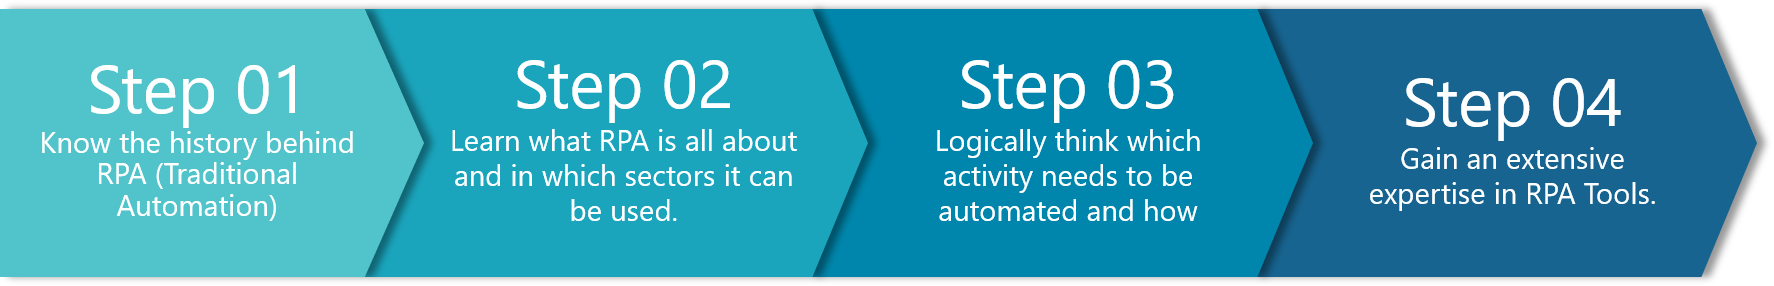 Step 01
Know the history behind
RPA (Traditional
Automation)
Step 02
Learn what RPA is all about
and in which sectors it can
be used.
Step 03
Logically think which
activity needs to be
automated and how
Step 04
Gain an extensive
expertise in RPA Tools.